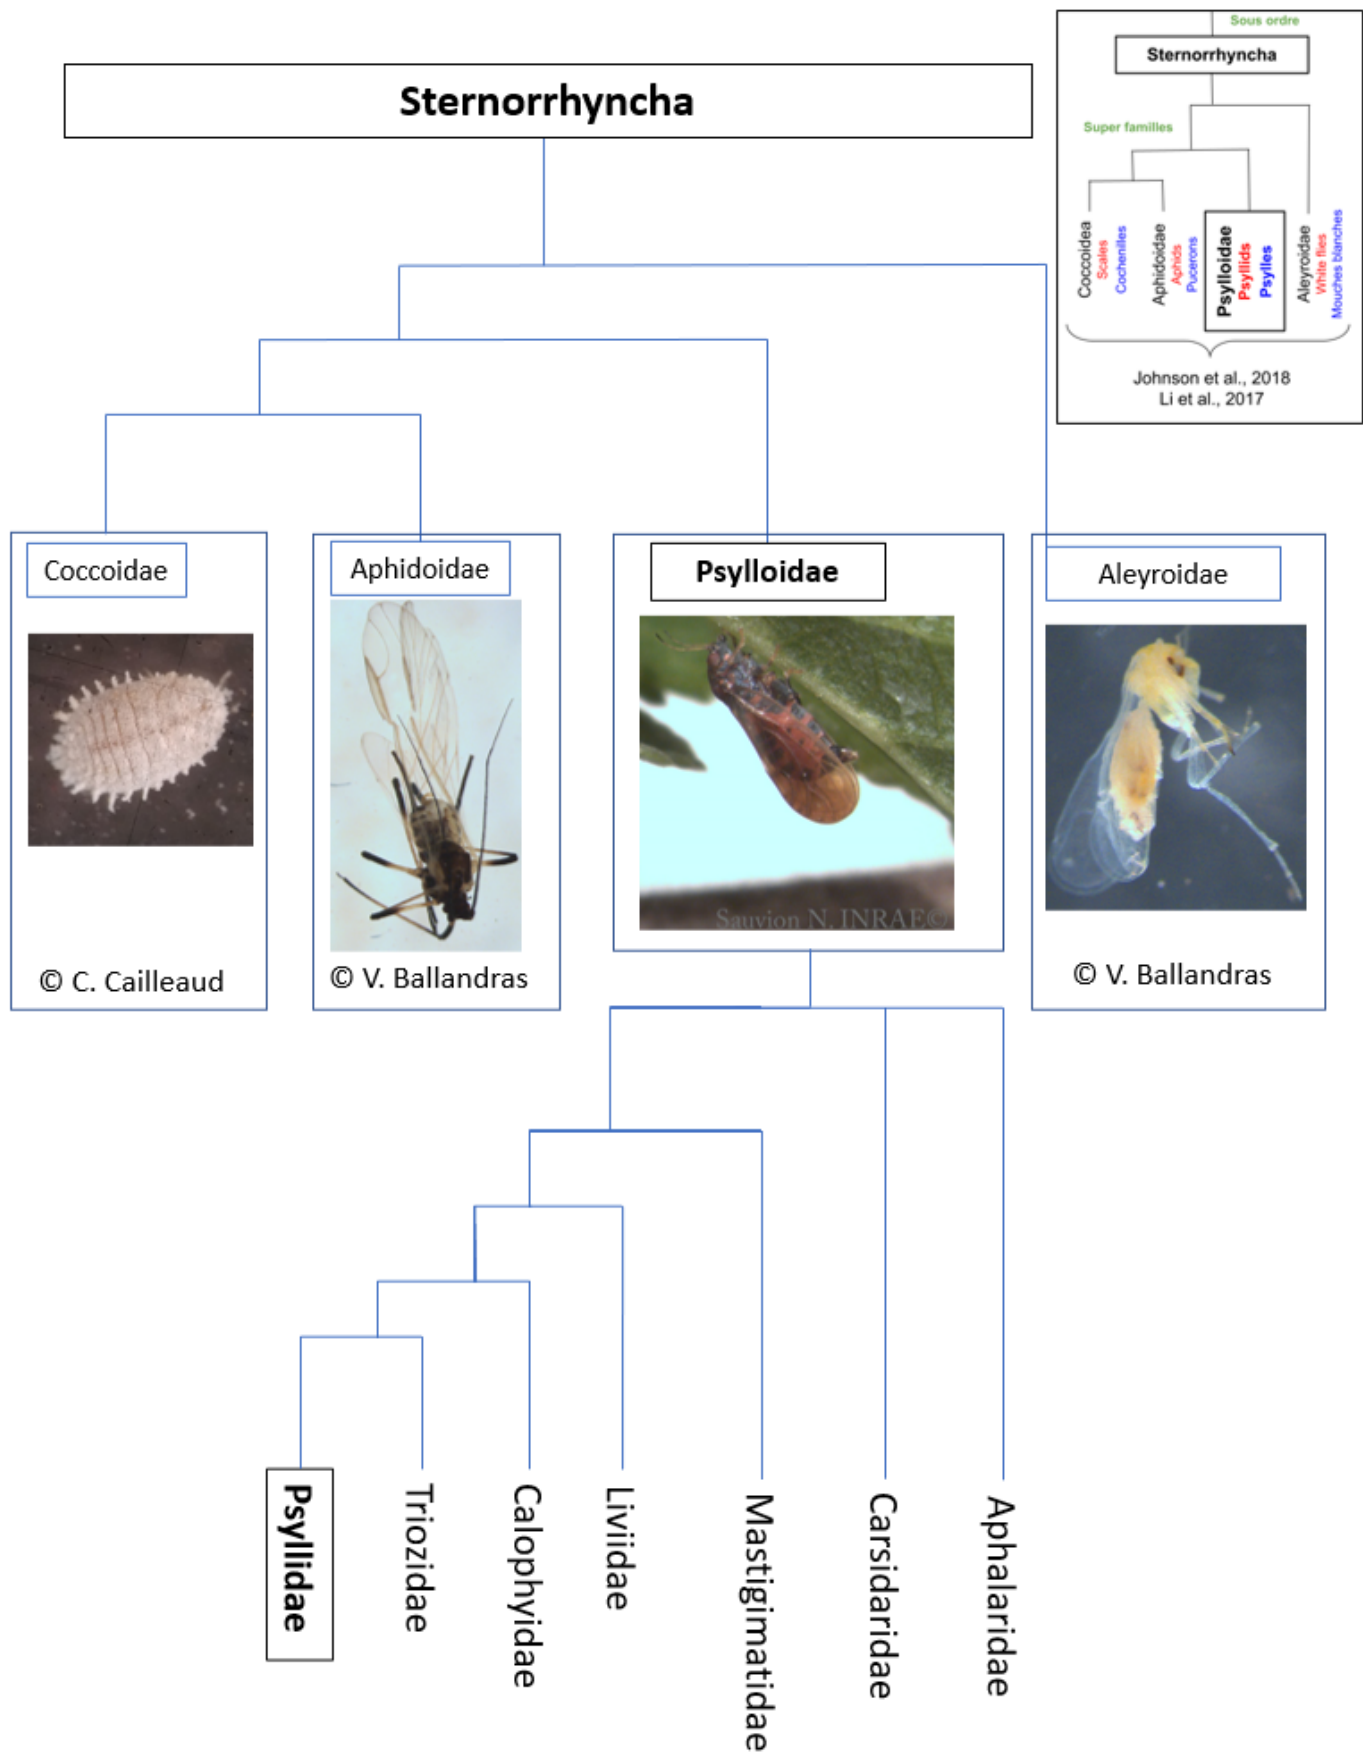 Sternorrhyncha
Sous ordre
Sternorrhyncha
Super familles
Coccoidea
Scales
Cochenilles
Aphidoidae
Aphids
Pucerons
Psylloidae
Psyllids
Psylles
Aleyroidae
White flies
Mouches blanches
Johnson et al., 2018
Li et al., 2017
Coccoidae
Aphidoidae
Psylloidae
Aleyroidae
Sauvion N. INRAE©
© C. Cailleaud
© V. Ballandras
© V. Ballandras
Psyllidae
Triozidae
Calophyidae
Liviidae
Mastigimatidae
Carsidaridae
Aphalaridae